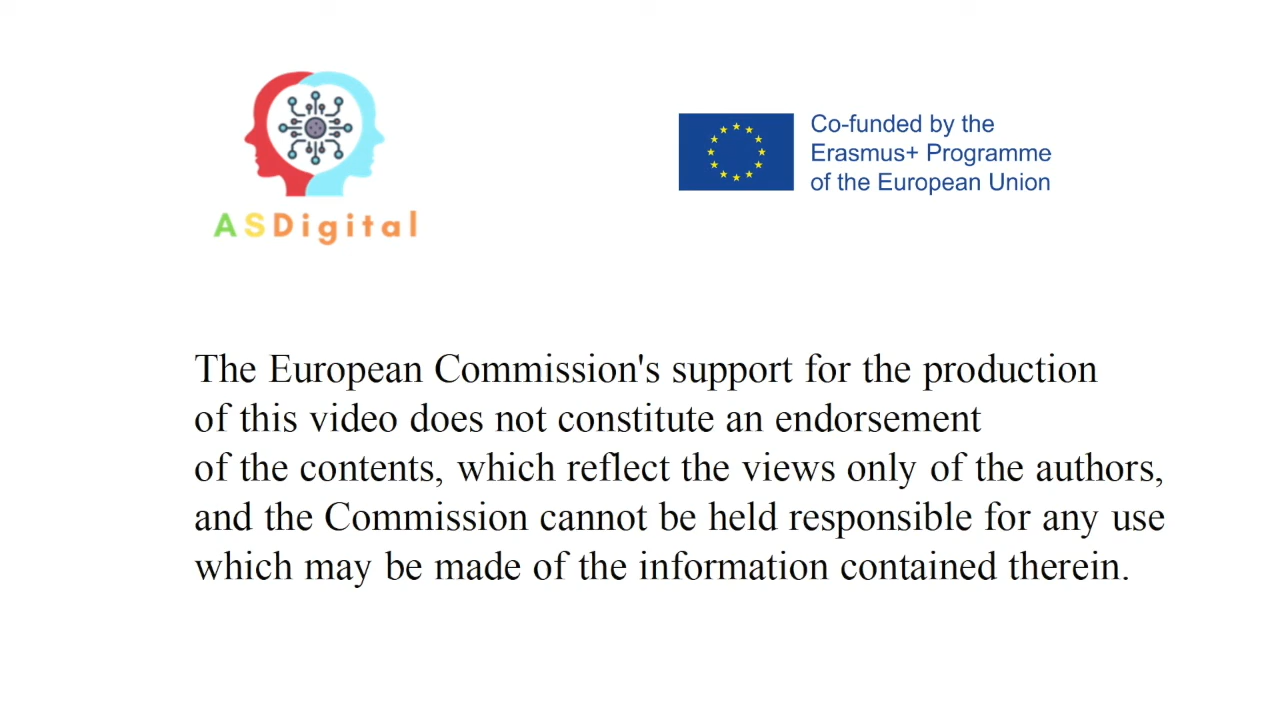 ASDigital
Co-funded by the
Erasmus+ Programme
of the European Union
The European Commission's support for the production
of this video does not constitute an endorsement
of the contents, which reflect the views only of the authors,
and the Commission cannot be held responsible for any use
which may be made of the information contained therein.